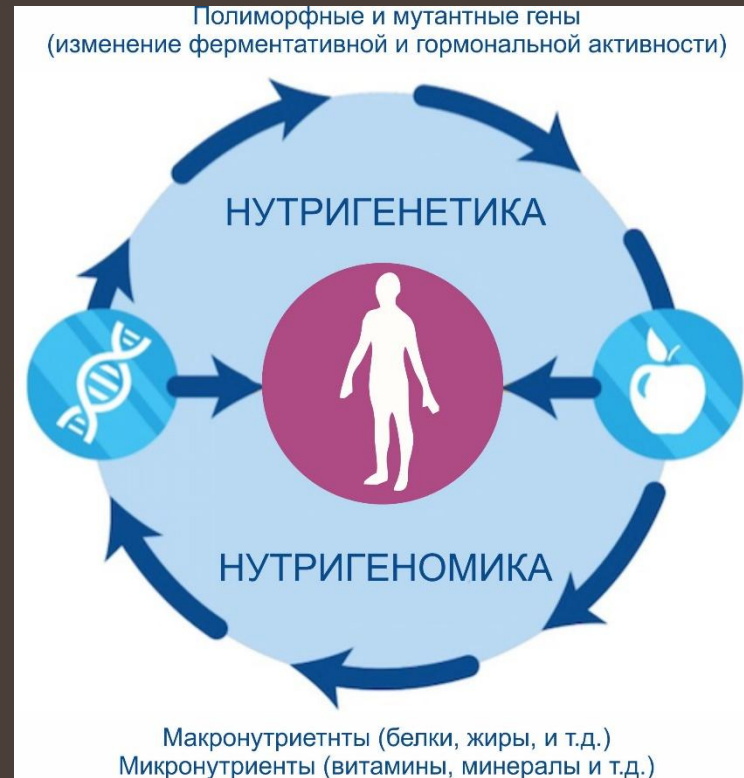 Полиморфные и мутантные гены
(изменение ферментативной и гормональной активности)
НУТРИГЕНЕТИКА
НУТРИГЕНОМИКА
Макронутриетнты (белки, жиры, и т.д.)
Микронутриенты (витамины, минералы и т.д.)